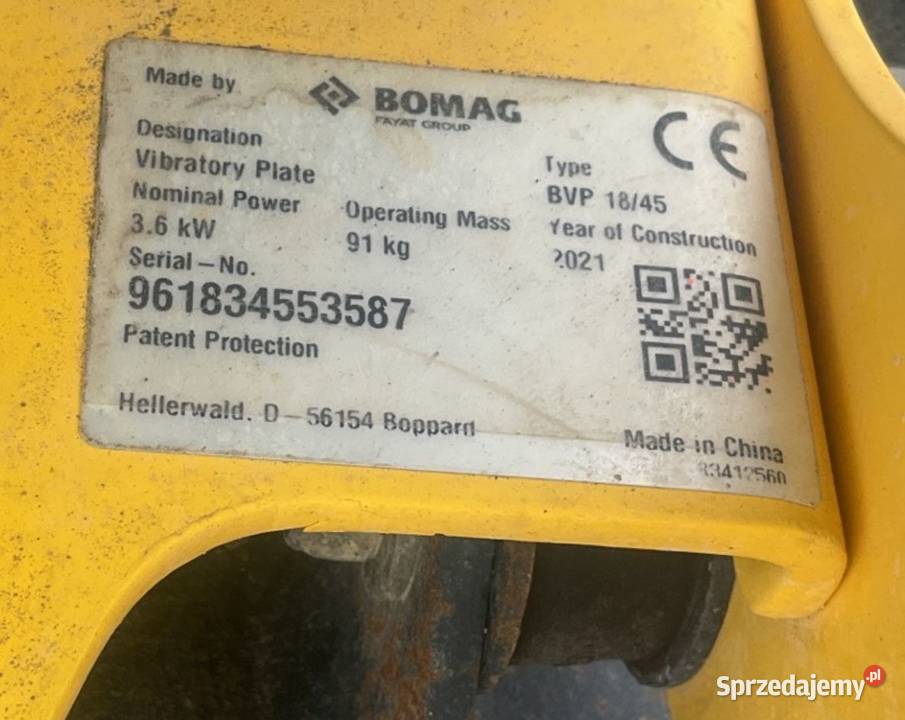 Made by BOMAG
FAYAT GROUP
CE
Designation
Vibratory Plate
Type
BVP 18/45
Nominal Power
3.6 kW
Operating Mass
91 kg
Year of Construction
2021
Serial-No.
961834553587
Patent Protection
Hellerwald. D-56154 Boppard
Made in China
83412560
Sprzedajemy.pl